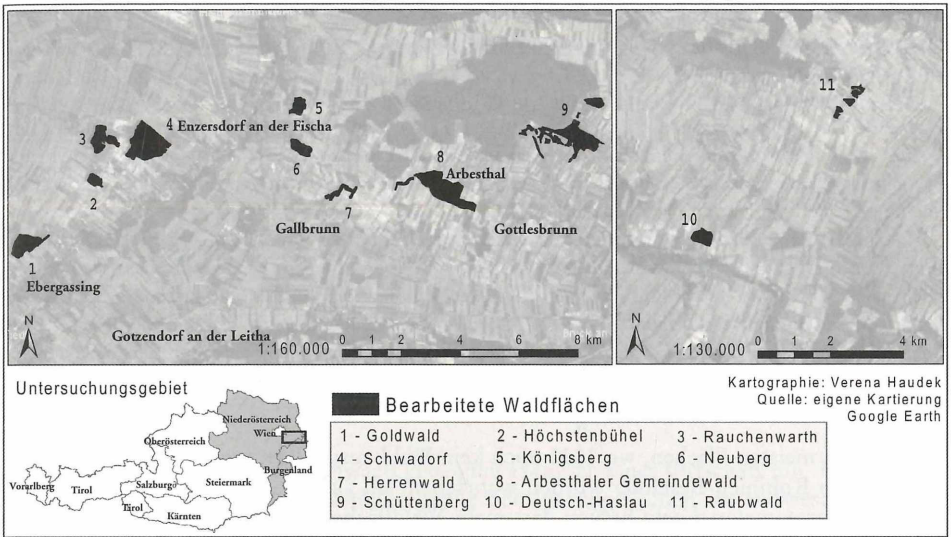 11
5
4 Enzersdorf an der Fischa
9
3
6
8
Arbesthal
2
7
10
Gallbrunn
Gottlesbrunn
1
Ebergassing
N
N
Gotzendorf an der Leitha
1:160.000
0 1 2 4 6 8 km
1:130.000
0 1 2 4 km
Untersuchungsgebiet
Kartographie: Verena Haudek
Quelle: eigene Kartierung
Google Earth
Niederösterreich
Wien
Oberösterreich
Burgenland
Vorarlberg
Tirol
Salzburg
Steiermark
Tirol
Kärnten
Bearbeitete Waldflächen
1 - Goldwald 2 - Höchstenbühel 3 - Rauchenwarth
4 - Schwadorf 5 - Königsberg 6 - Neuberg
7 - Herrenwald 8 - Arbesthaler Gemeindewald
9 - Schüttenberg 10 - Deutsch-Haslau 11 - Raubwald